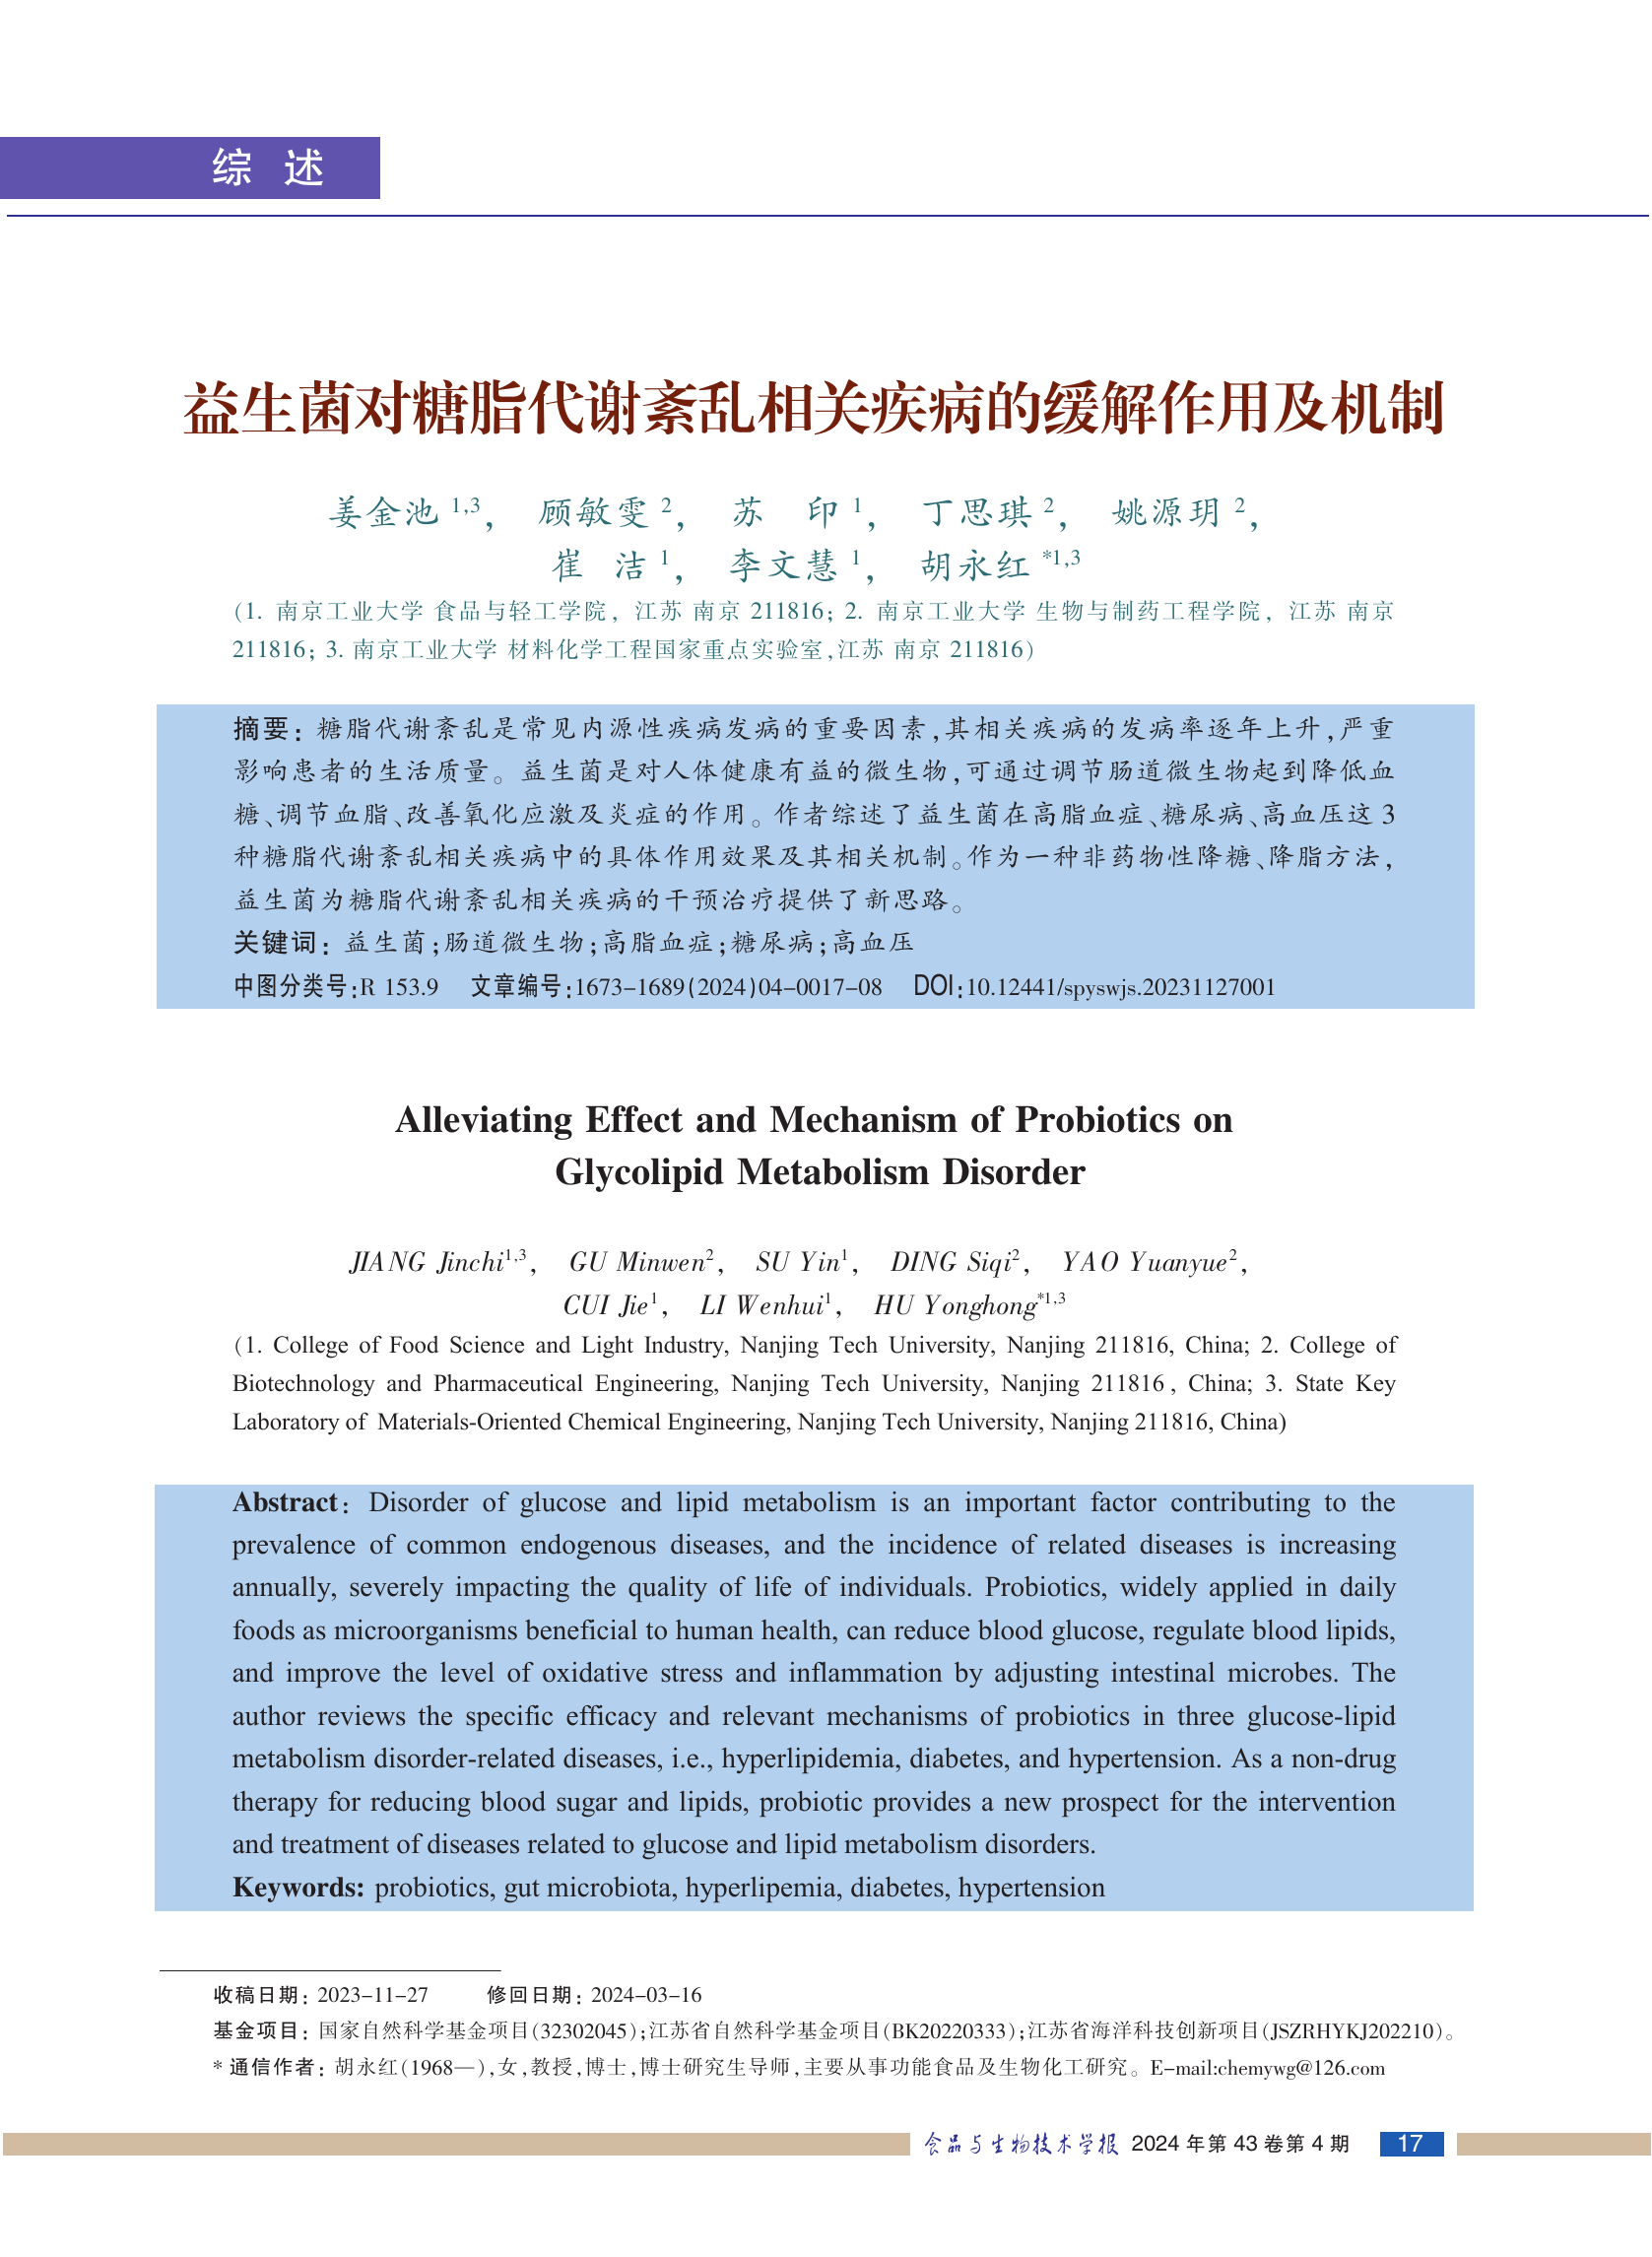 综 述
益生菌对糖脂代谢紊乱相关疾病的缓解作用及机制
姜金池 1,3， 顾敏雯 2， 苏 印 1， 丁思琪 2， 姚源玥 2，
崔 洁 1， 李文慧 1， 胡永红 *1,3
(1. 南京工业大学 食品与轻工学院，江苏 南京 211816；2. 南京工业大学 生物与制药工程学院，江苏 南京
211816；3. 南京工业大学 材料化学工程国家重点实验室，江苏 南京 211816)
摘要：糖脂代谢紊乱是常见内源性疾病发病的重要因素，其相关疾病的发病率逐年上升，严重
影响患者的生活质量。益生菌是对人体健康有益的微生物，可通过调节肠道微生物起到降低血
糖、调节血脂、改善氧化应激及炎症的作用。作者综述了益生菌在高脂血症、糖尿病、高血压这 3
种糖脂代谢紊乱相关疾病中的具体作用效果及其相关机制。作为一种非药物性降糖、降脂方法，
益生菌为糖脂代谢紊乱相关疾病的干预治疗提供了新思路。
关键词：益生菌；肠道微生物；高脂血症；糖尿病；高血压
中图分类号:R 153.9 文章编号:1673-1689(2024)04-0017-08 DOI:10.12441/spyswjs.20231127001
Alleviating Effect and Mechanism of Probiotics on
Glycolipid Metabolism Disorder
JIANG Jinchi1,3, GU Minwen2, SU Yin1, DING Siqi2, YAO Yuanyue2,
CUI Jie1, LI Wenhui1, HU Yonghong*1,3
(1. College of Food Science and Light Industry, Nanjing Tech University, Nanjing 211816, China; 2. College of
Biotechnology and Pharmaceutical Engineering, Nanjing Tech University, Nanjing 211816, China; 3. State Key
Laboratory of Materials-Oriented Chemical Engineering, Nanjing Tech University, Nanjing 211816, China)
Abstract: Disorder of glucose and lipid metabolism is an important factor contributing to the
prevalence of common endogenous diseases, and the incidence of related diseases is increasing
annually, severely impacting the quality of life of individuals. Probiotics, widely applied in daily
foods as microorganisms beneficial to human health, can reduce blood glucose, regulate blood lipids,
and improve the level of oxidative stress and inflammation by adjusting intestinal microbes. The
author reviews the specific efficacy and relevant mechanisms of probiotics in three glucose-lipid
metabolism disorder-related diseases, i.e., hyperlipidemia, diabetes, and hypertension. As a non-drug
therapy for reducing blood sugar and lipids, probiotic provides a new prospect for the intervention
and treatment of diseases related to glucose and lipid metabolism disorders.
Keywords: probiotics, gut microbiota, hyperlipemia, diabetes, hypertension
收稿日期：2023-11-27 修回日期：2024-03-16
基金项目：国家自然科学基金项目(32302045)；江苏省自然科学基金项目(BK20220333)；江苏省海洋科技创新项目(JSZRHYKJ202210)。
* 通信作者：胡永红(1968—)，女，教授，博士，博士研究生导师，主要从事功能食品及生物化工研究。E-mail:chemywg@126.com
食品与生物技术学报 2024 年第 43 卷第 4 期 17